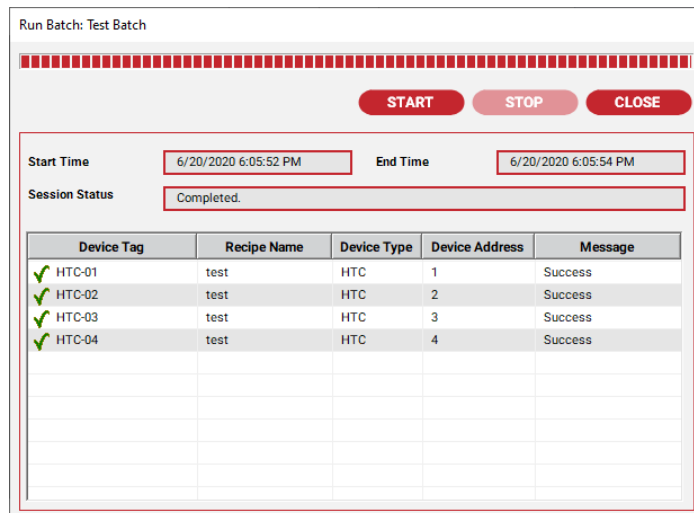 Run Batch: Test Batch
START STOP CLOSE
Start Time 6/20/2020 6:05:52 PM End Time 6/20/2020 6:05:54 PM
Session Status Completed.
Device Tag Recipe Name Device Type Device Address Message
HTC-01 test HTC 1 Success
HTC-02 test HTC 2 Success
HTC-03 test HTC 3 Success
HTC-04 test HTC 4 Success